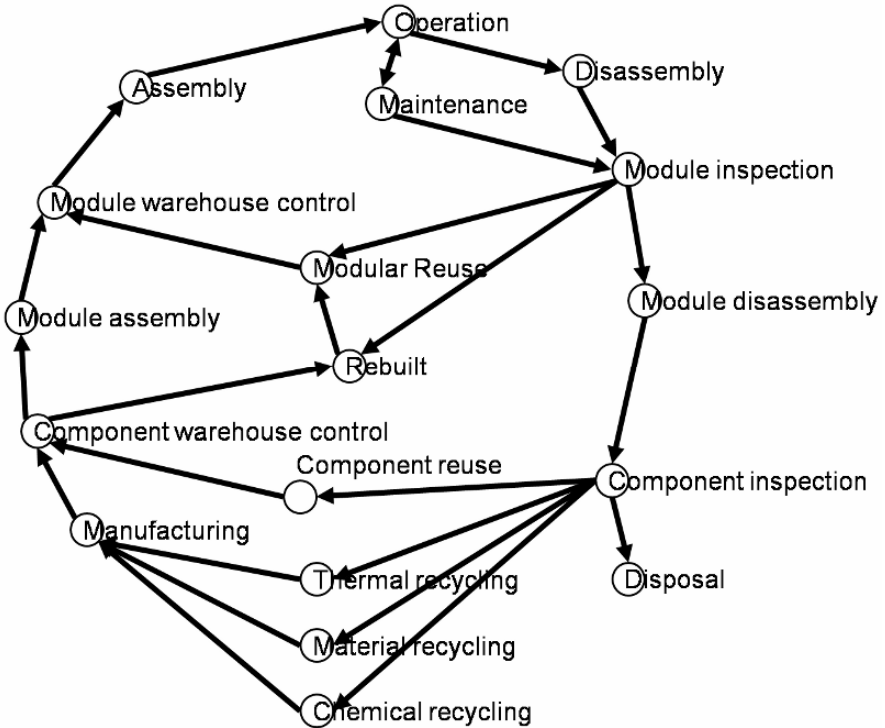 Operation
Disassembly
Assembly
Maintenance
Module inspection
Module warehouse control
Modular Reuse
Module disassembly
Module assembly
Rebuilt
Component warehouse control
Component reuse
Component inspection
Manufacturing
Thermal recycling
Disposal
Material recycling
Chemical recycling